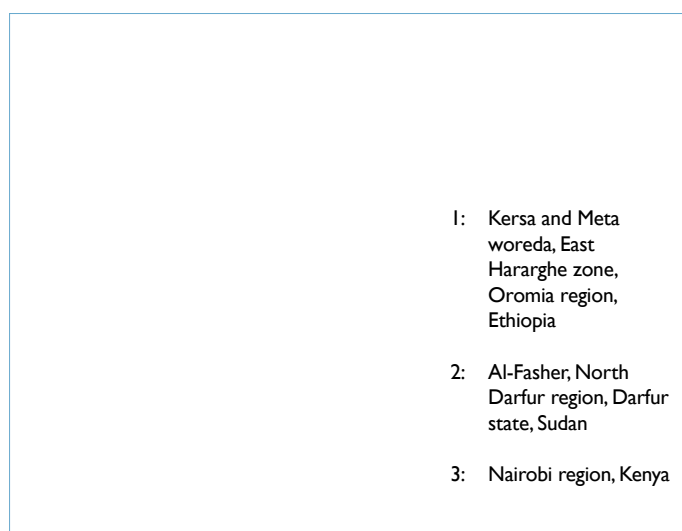 1: Kersa and Meta
woreda, East
Hararghe zone,
Oromia region,
Ethiopia
2: Al-Fasher, North
Darfur region, Darfur
state, Sudan
3: Nairobi region, Kenya